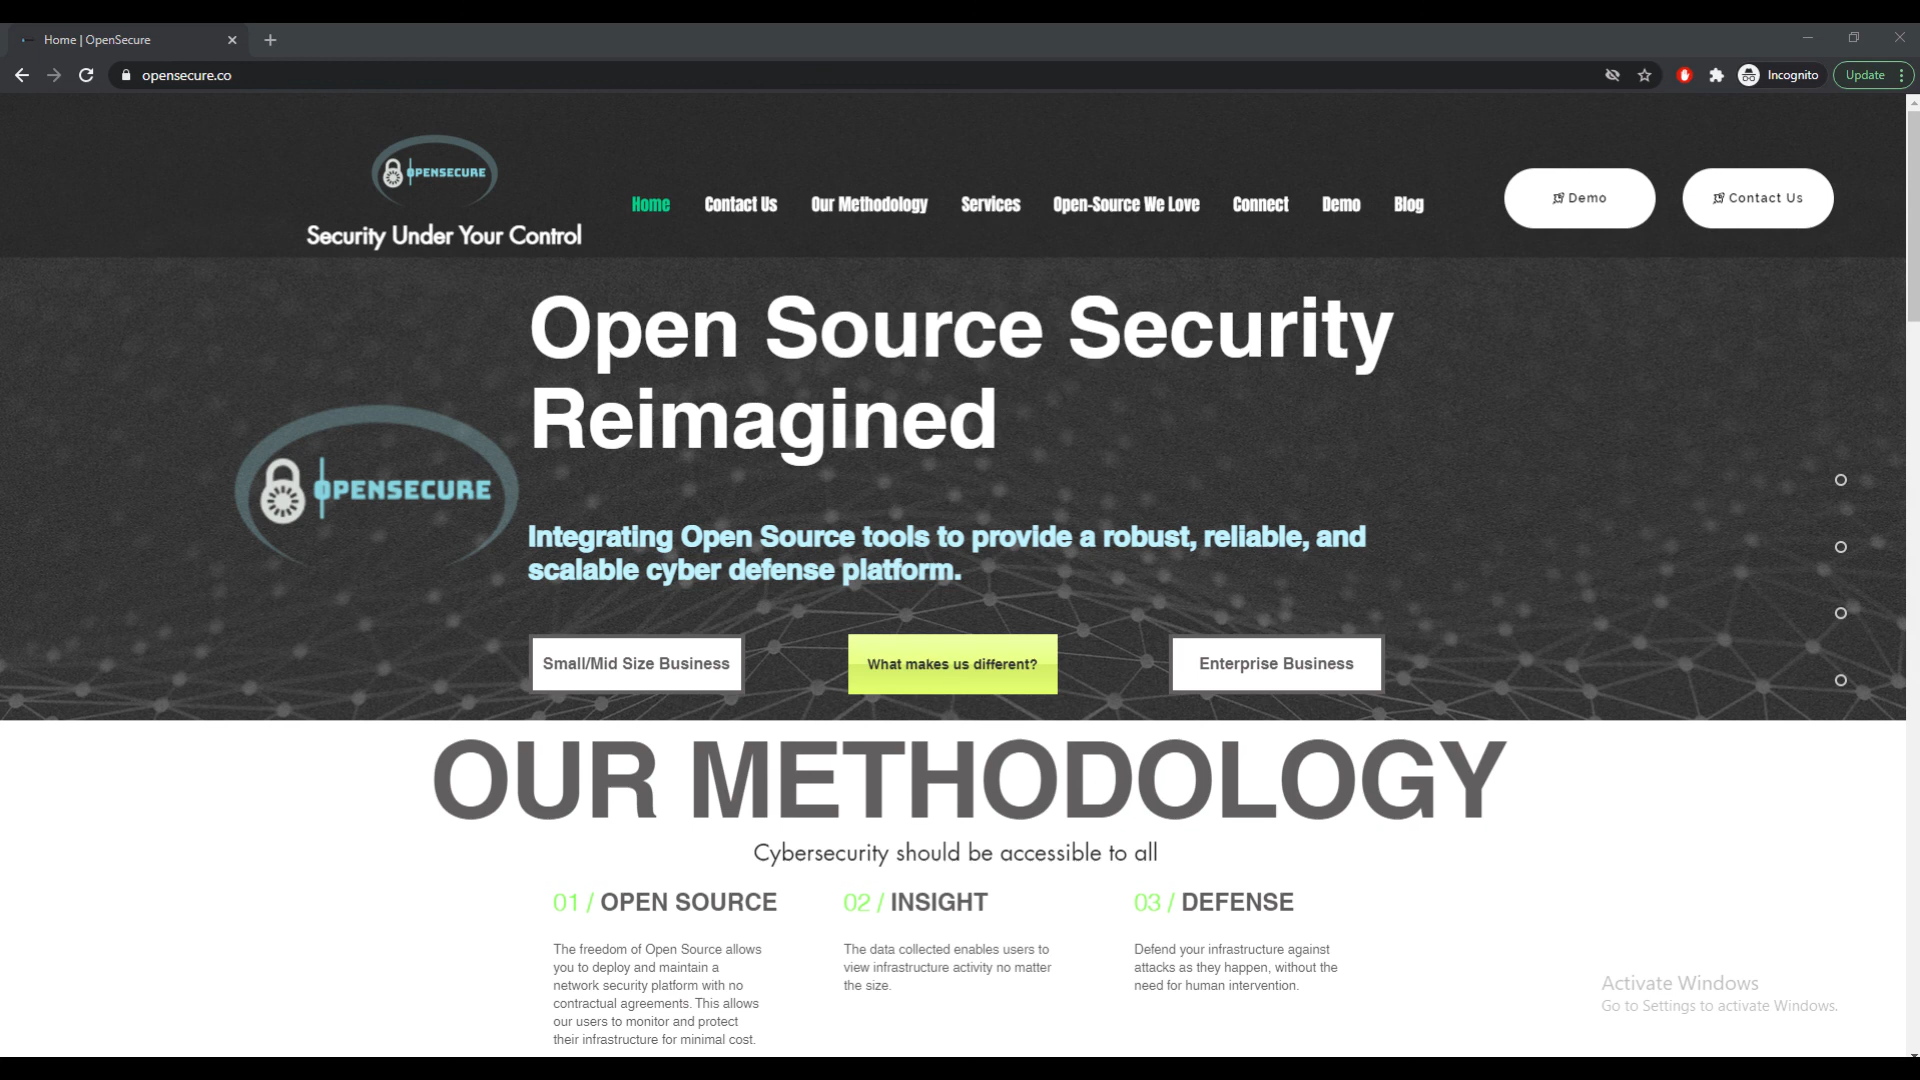 Home | OpenSecure
opensecure.co
Incognito
Update
OPENSECURE
Security Under Your Control
Home
Contact Us
Our Methodology
Services
Open-Source We Love
Connect
Demo
Blog
Demo
Contact Us
Open Source Security
Reimagined
OPENSECURE
Integrating Open Source tools to provide a robust, reliable, and
scalable cyber defense platform.
Small/Mid Size Business
What makes us different?
Enterprise Business
OUR METHODOLOGY
Cybersecurity should be accessible to all
01 / OPEN SOURCE
The freedom of Open Source allows
you to deploy and maintain a
network security platform with no
contractual agreements. This allows
our users to monitor and protect
their infrastructure for minimal cost.
02 / INSIGHT
The data collected enables users to
view infrastructure activity no matter
the size.
03 / DEFENSE
Defend your infrastructure against
attacks as they happen, without the
need for human intervention.
Activate Windows
Go to Settings to activate Windows.